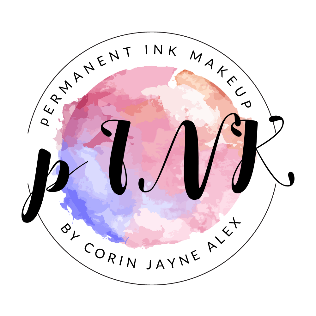 PERMANENT INK MAKEUP
pINK
BY CORIN JAYNE ALEX